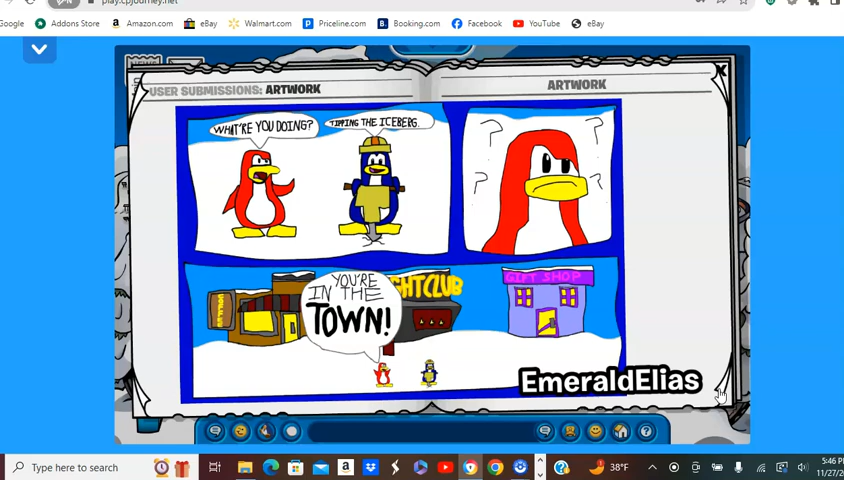 play.cpjourney.net
Google
Addons Store
Amazon.com
eBay
Walmart.com
Priceline.com
Booking.com
Facebook
YouTube
eBay
USER SUBMISSIONS: ARTWORK
ARTWORK
WHAT'RE YOU DOING?
TIPPING THE ICEBERG.
? ?
? ?
YOU'RE
IN THE
TOWN!
GHTCLUB
GIFT SHOP
EmeraldElias
Type here to search
38°F
5:46 PM
11/27/20